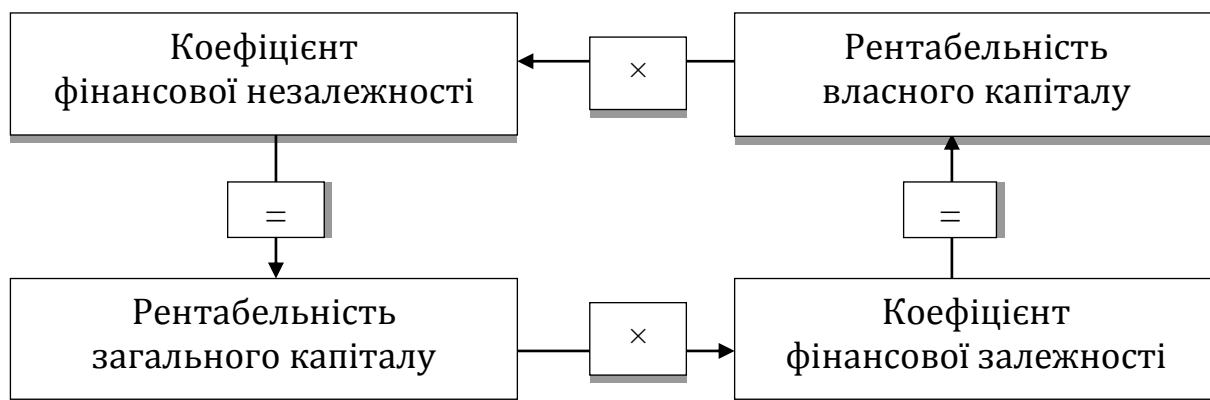 Коефіцієнт
фінансової незалежності
×
Рентабельність
власного капіталу
=
=
Рентабельність
загального капіталу
×
Коефіцієнт
фінансової залежності